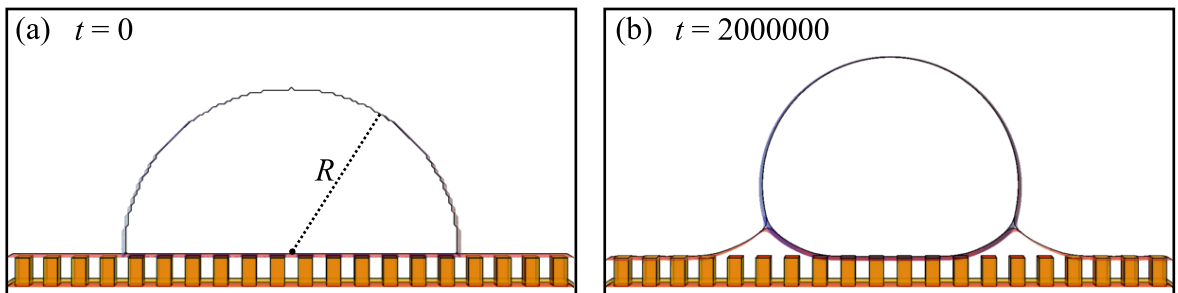 (a) t = 0
(b) t = 2000000
R